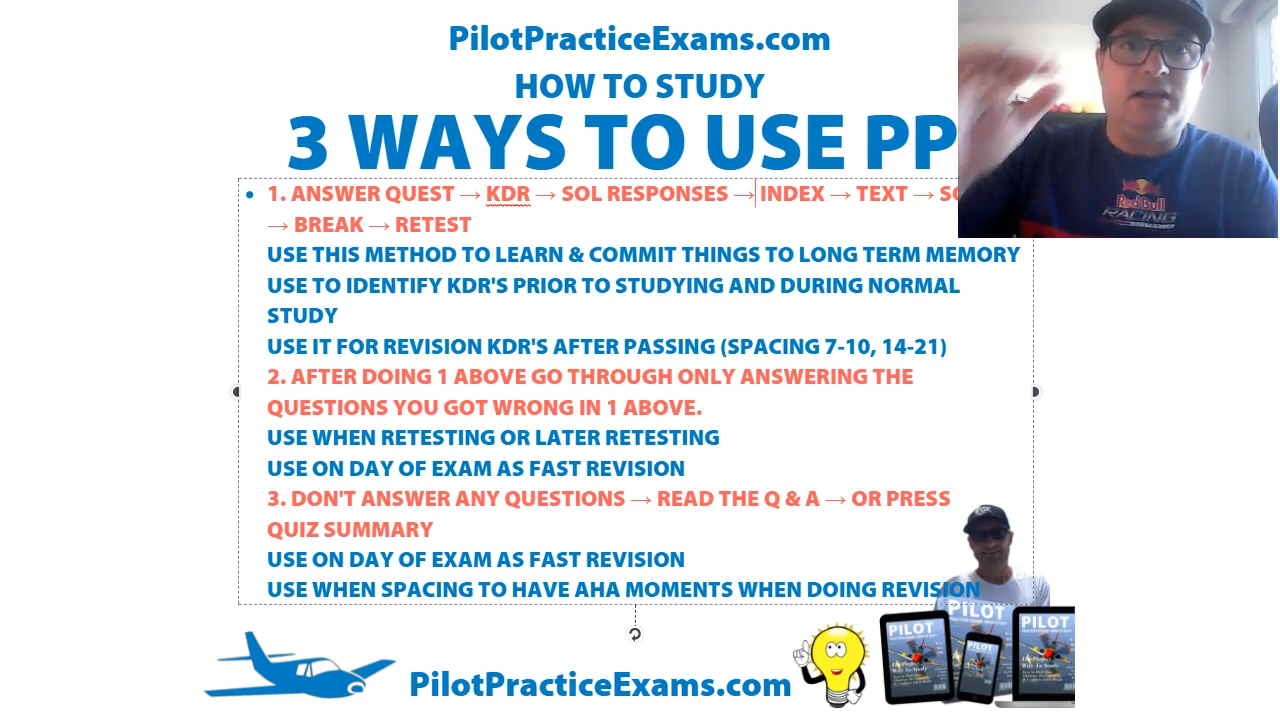 PilotPracticeExams.com
HOW TO STUDY
3 WAYS TO USE PP
1. ANSWER QUEST → KDR → SOL RESPONSES → INDEX → TEXT →
→ BREAK → RETEST
USE THIS METHOD TO LEARN & COMMIT THINGS TO LONG TERM MEMORY
USE TO IDENTIFY KDR'S PRIOR TO STUDYING AND DURING NORMAL
STUDY
USE IT FOR REVISION KDR'S AFTER PASSING (SPACING 7-10, 14-21)
2. AFTER DOING 1 ABOVE GO THROUGH ONLY ANSWERING THE
QUESTIONS YOU GOT WRONG IN 1 ABOVE.
USE WHEN RETESTING OR LATER RETESTING
USE ON DAY OF EXAM AS FAST REVISION
3. DON'T ANSWER ANY QUESTIONS → READ THE Q & A → OR PRESS
QUIZ SUMMARY
USE ON DAY OF EXAM AS FAST REVISION
USE WHEN SPACING TO HAVE AHA MOMENTS WHEN DOING REVISION
PilotPracticeExams.com
Red Bull
RACING
PILOT
PILOT
PILOT